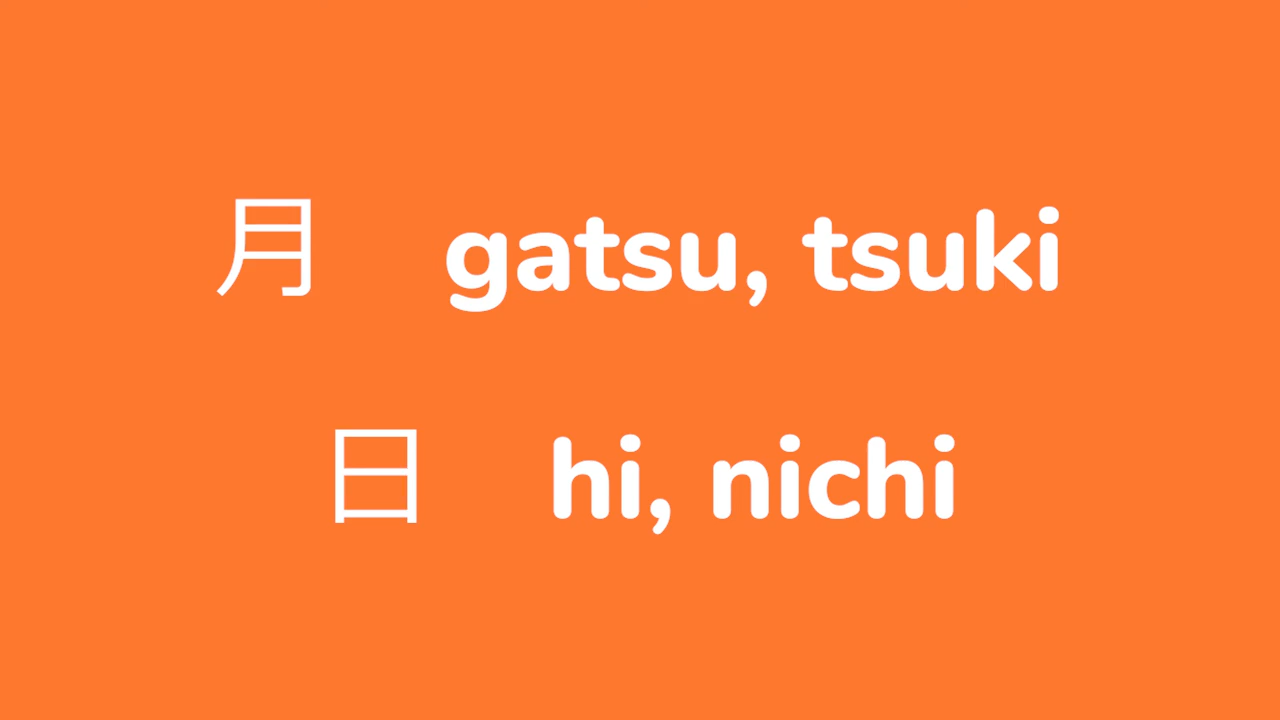 月 gatsu, tsuki
日 hi, nichi